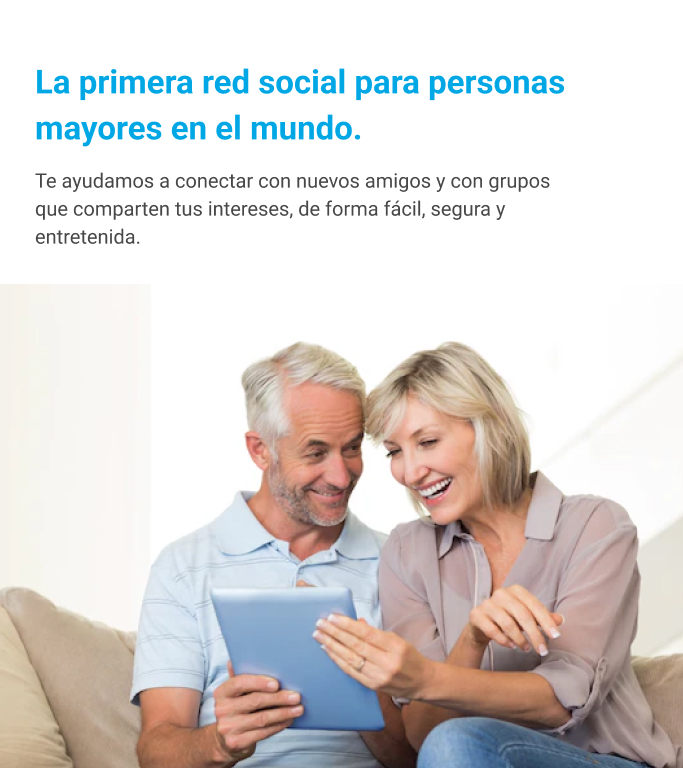 La primera red social para personas
mayores en el mundo.
Te ayudamos a conectar con nuevos amigos y con grupos
que comparten tus intereses, de forma fácil, segura y
entretenida.